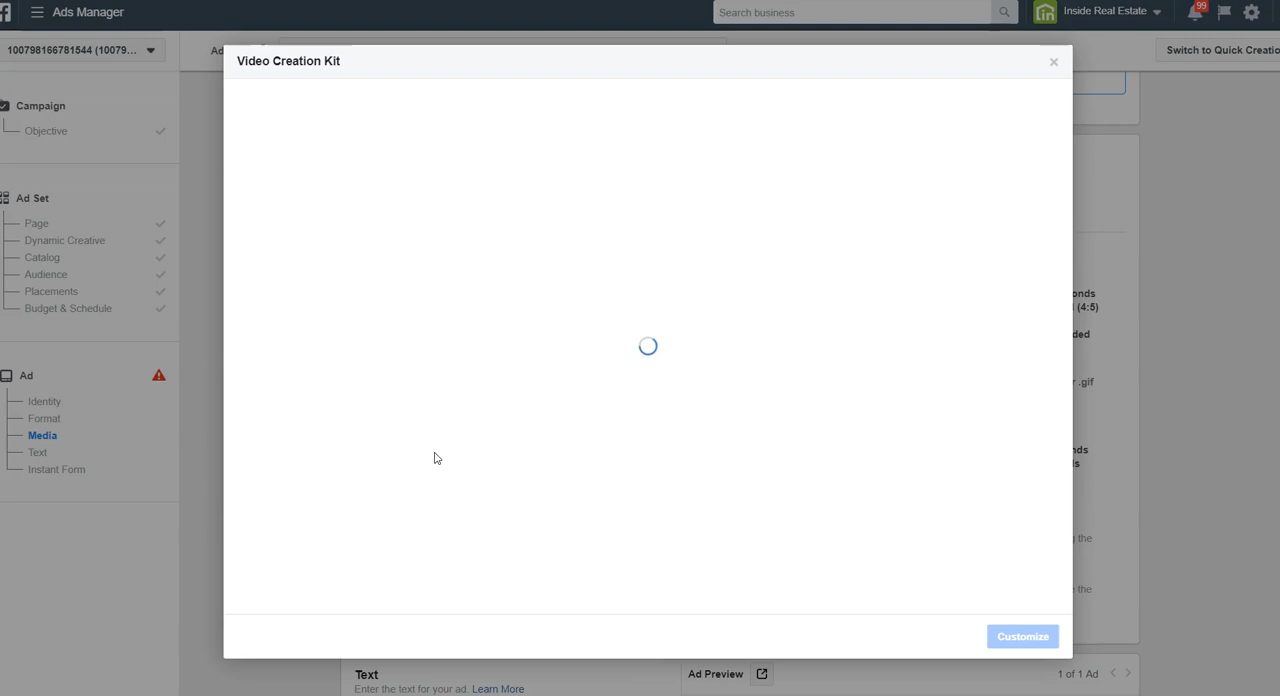 Ads Manager
Search business
Inside Real Estate
99
100798166781544 (10079...
Ad
Switch to Quick Creatio
Video Creation Kit
Campaign
Objective
Ad Set
Page
Dynamic Creative
Catalog
Audience
Placements
Budget & Schedule
onds
(4:5)
ded
r .gif
Ad
Identity
Format
Media
Text
Instant Form
nds
ls
g the
e the
Customize
Text
Enter the text for your ad. Learn More
Ad Preview
1 of 1 Ad